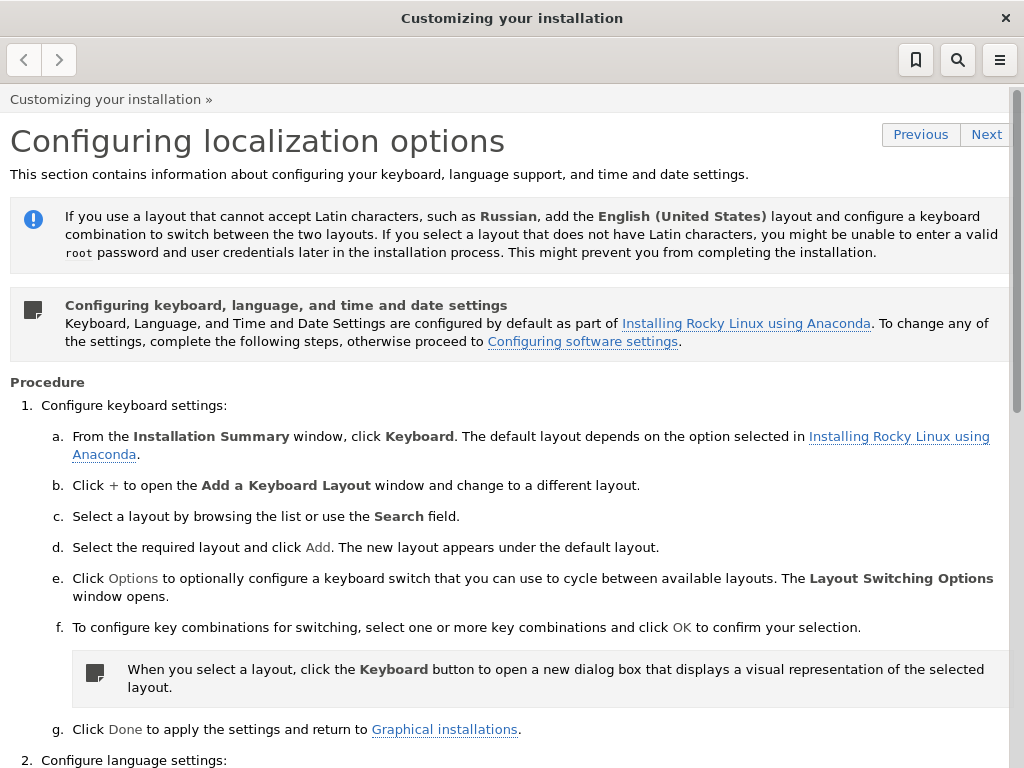 Customizing your installation
Customizing your installation »
Configuring localization options
Previous
Next
This section contains information about configuring your keyboard, language support, and time and date settings.
If you use a layout that cannot accept Latin characters, such as Russian, add the English (United States) layout and configure a keyboard
combination to switch between the two layouts. If you select a layout that does not have Latin characters, you might be unable to enter a valid
root password and user credentials later in the installation process. This might prevent you from completing the installation.
Configuring keyboard, language, and time and date settings
Keyboard, Language, and Time and Date Settings are configured by default as part of Installing Rocky Linux using Anaconda. To change any of
the settings, complete the following steps, otherwise proceed to Configuring software settings.
Procedure
1. Configure keyboard settings:
a. From the Installation Summary window, click Keyboard. The default layout depends on the option selected in Installing Rocky Linux using
Anaconda.
b. Click + to open the Add a Keyboard Layout window and change to a different layout.
c. Select a layout by browsing the list or use the Search field.
d. Select the required layout and click Add. The new layout appears under the default layout.
e. Click Options to optionally configure a keyboard switch that you can use to cycle between available layouts. The Layout Switching Options
window opens.
f. To configure key combinations for switching, select one or more key combinations and click OK to confirm your selection.
When you select a layout, click the Keyboard button to open a new dialog box that displays a visual representation of the selected
layout.
g. Click Done to apply the settings and return to Graphical installations.
2. Configure language settings: